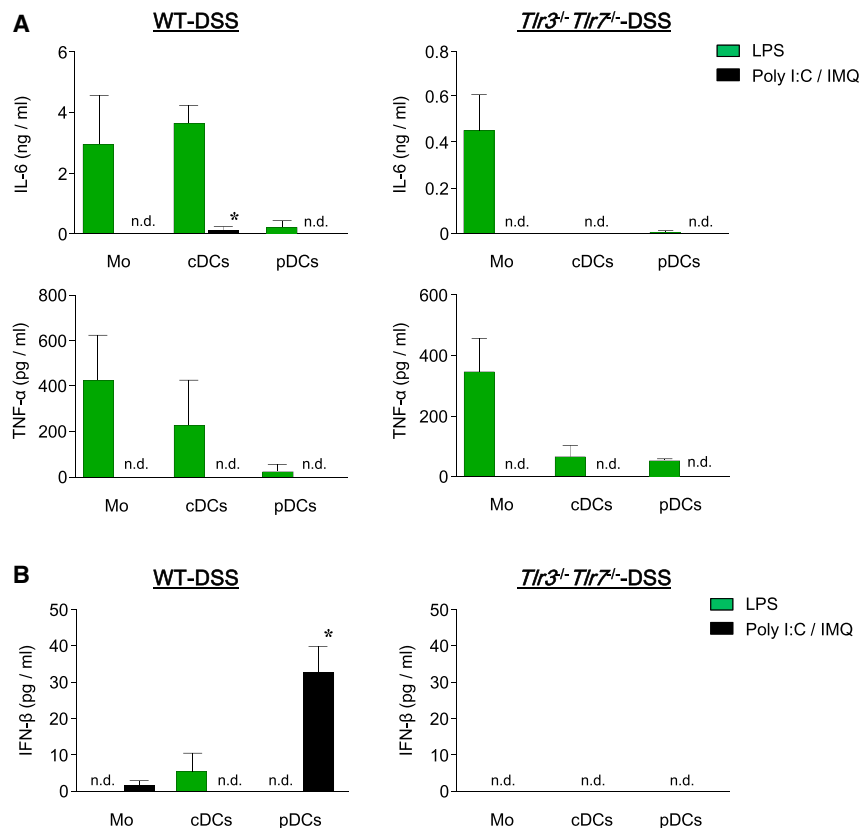 A
WT-DSS
Tlr3-/- Tlr7-/--DSS
LPS
Poly I:C / IMQ
IL-6 (ng / ml)
6
4
2
0
n.d.
*
n.d.
Mo
cDCs
pDCs
IL-6 (ng / ml)
0.8
0.6
0.4
0.2
0
n.d.
n.d.
n.d.
Mo
cDCs
pDCs
TNF-α (pg / ml)
800
600
400
200
0
n.d.
n.d.
n.d.
Mo
cDCs
pDCs
TNF-α (pg / ml)
600
400
200
0
n.d.
n.d.
n.d.
Mo
cDCs
pDCs
B
WT-DSS
Tlr3-/- Tlr7-/--DSS
LPS
Poly I:C / IMQ
IFN-β (pg / ml)
50
40
30
20
10
0
n.d.
n.d.
n.d.
*
Mo
cDCs
pDCs
IFN-β (pg / ml)
50
40
30
20
10
0
n.d.
n.d.
n.d.
Mo
cDCs
pDCs